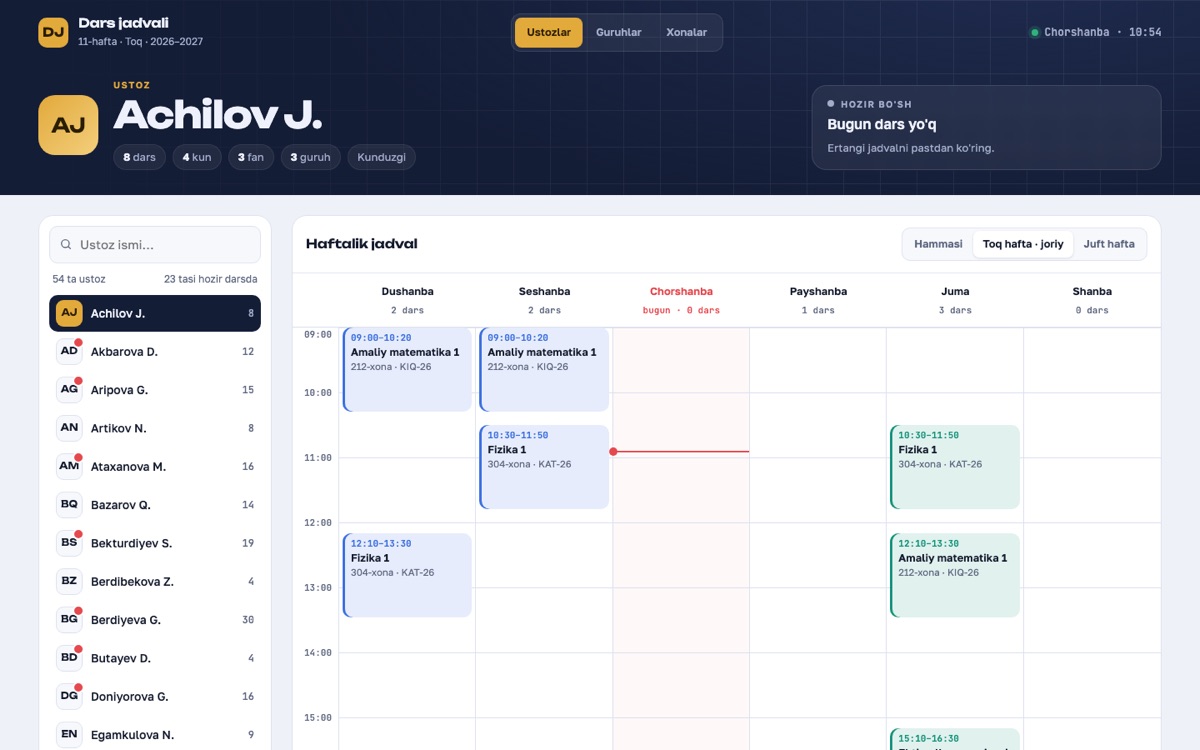 DJ
Dars jadvali
11-hafta · Toq · 2026–2027
Ustozlar
Guruhlar
Xonalar
Chorshanba · 10:54
AJ
USTOZ
Achilov J.
8 dars
4 kun
3 fan
3 guruh
Kunduzgi
HOZIR BO'SH
Bugun dars yo'q
Ertangi jadvalni pastdan ko'ring.
Ustoz ismi...
54 ta ustoz
23 tasi hozir darsda
AJ Achilov J. 8
AD Akbarova D. 12
AG Aripova G. 15
AN Artikov N. 8
AM Ataxanova M. 16
BQ Bazarov Q. 14
BS Bekturdiyev S. 19
BZ Berdibekova Z. 4
BG Berdiyeva G. 30
BD Butayev D. 4
DG Doniyorova G. 16
EN Egamkulova N. 9
Haftalik jadval
Hammasi
Toq hafta · joriy
Juft hafta
Dushanba
2 dars
Seshanba
2 dars
Chorshanba
bugun · 0 dars
Payshanba
1 dars
Juma
3 dars
Shanba
0 dars
09:00
10:00
11:00
12:00
13:00
14:00
15:00
09:00–10:20
Amaliy matematika 1
212-xona · KIQ-26
12:10–13:30
Fizika 1
304-xona · KAT-26
09:00–10:20
Amaliy matematika 1
212-xona · KIQ-26
10:30–11:50
Fizika 1
304-xona · KAT-26
10:30–11:50
Fizika 1
304-xona · KAT-26
12:10–13:30
Amaliy matematika 1
212-xona · KIQ-26
15:10–16:30